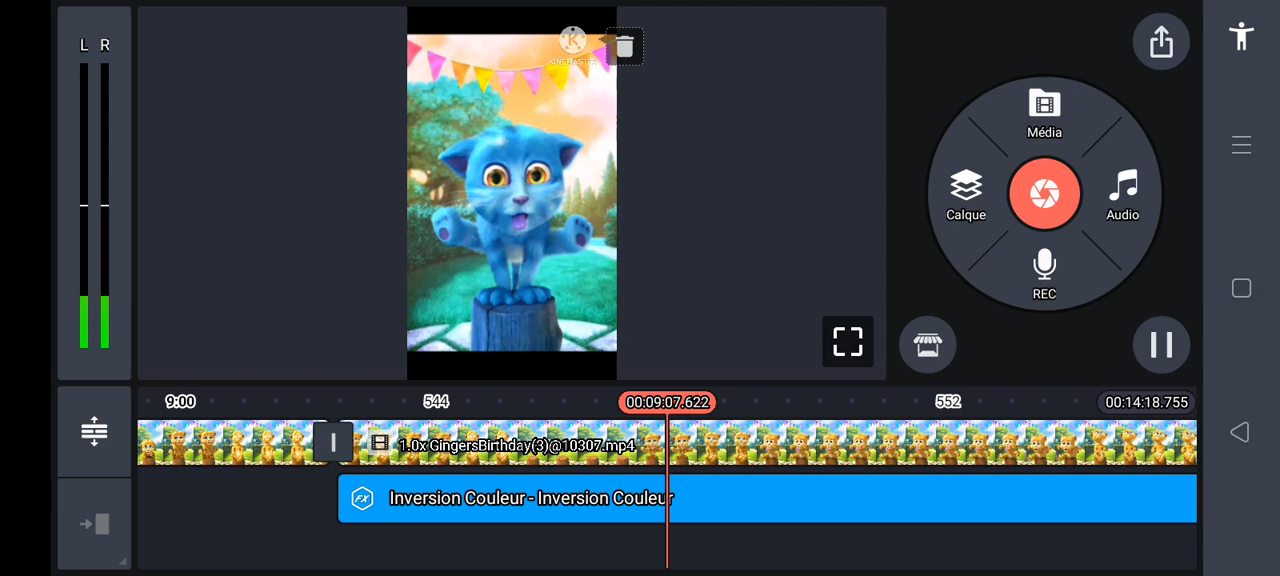 L R
KINEMASTER
Média
Calque
Audio
REC
9:00
544
00:09:07.622
552
00:14:18.755
1.0x GingersBirthday(3)@10307.mp4
Inversion Couleur - Inversion Couleur